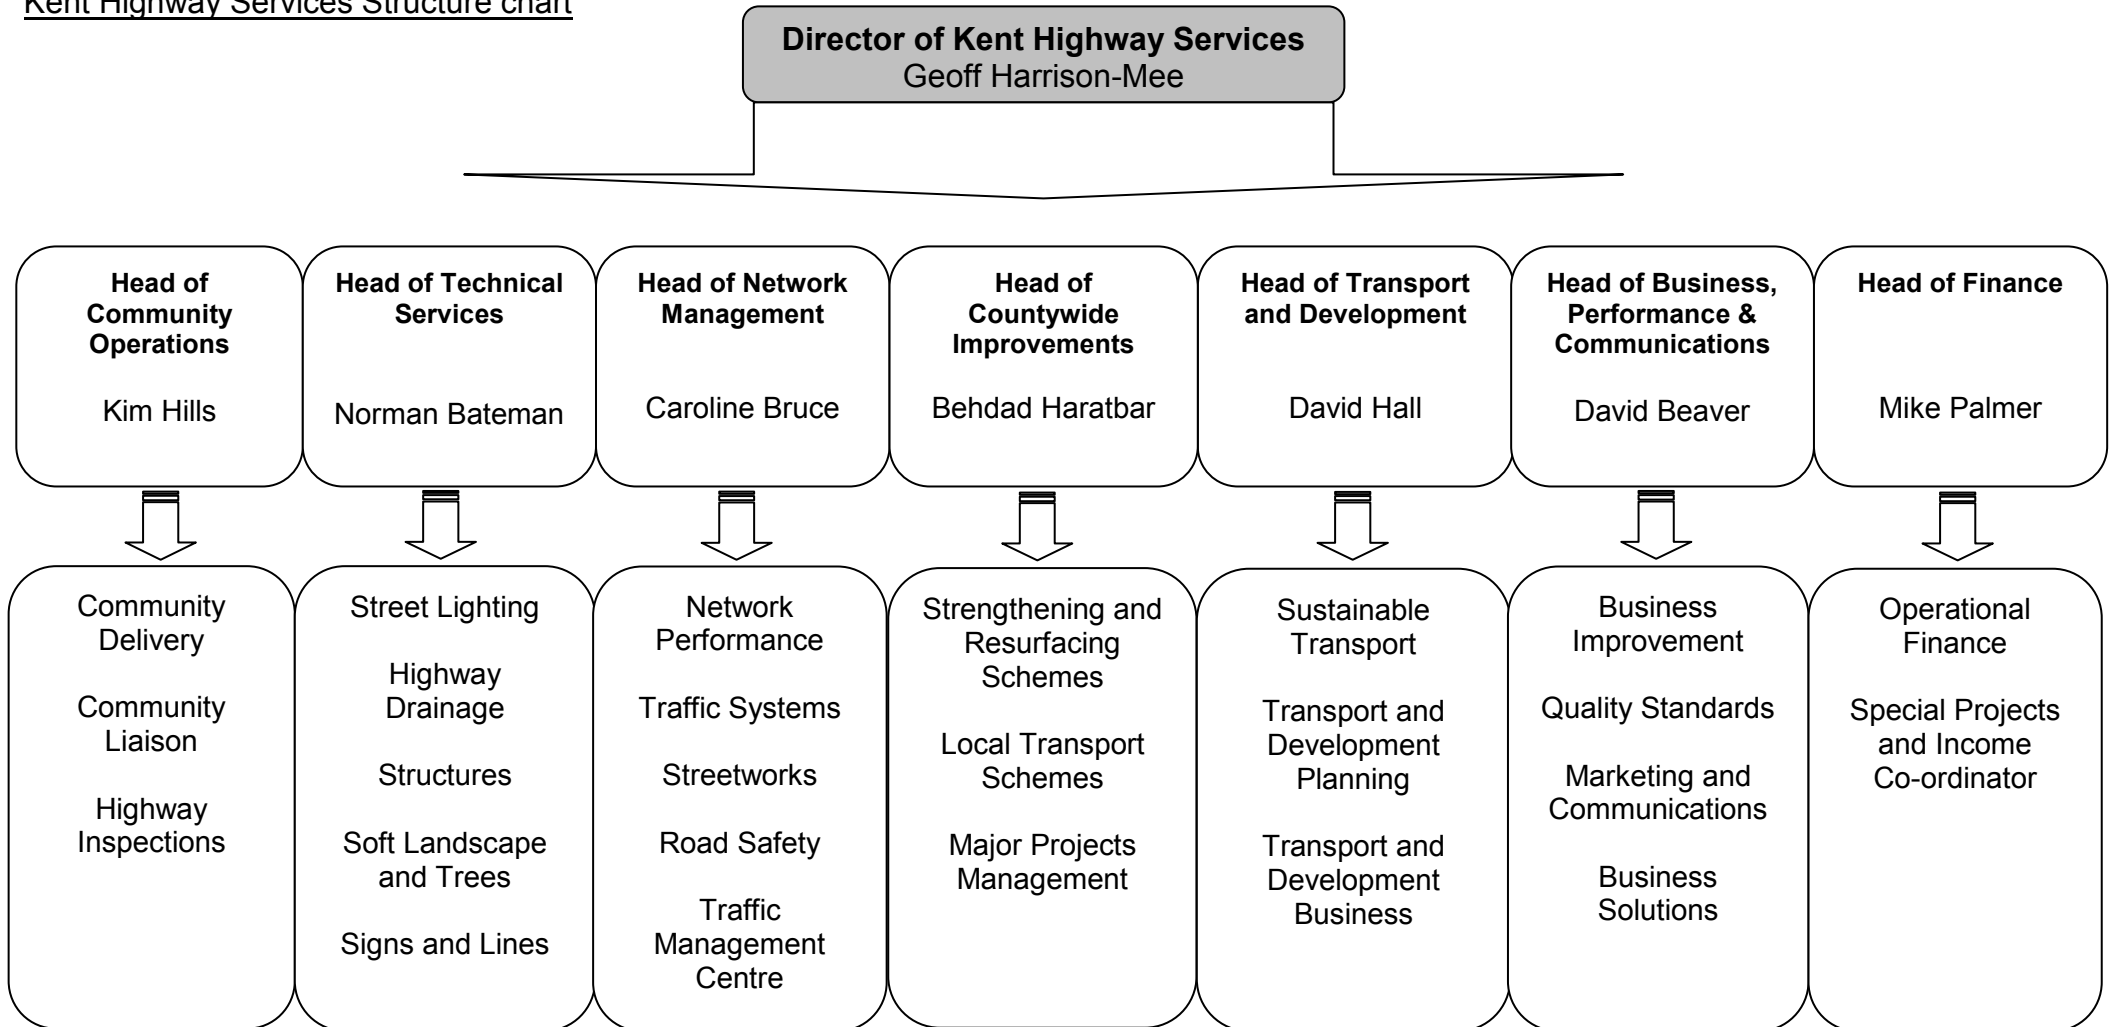 Kent Highway Services Structure chart
Director of Kent Highway Services
Geoff Harrison-Mee
Head of
Community
Operations
Kim Hills
Head of Technical
Services
Norman Bateman
Head of Network
Management
Caroline Bruce
Head of
Countywide
Improvements
Behdad Haratbar
Head of Transport
and Development
David Hall
Head of Business,
Performance &
Communications
David Beaver
Head of Finance
Mike Palmer
Community
Delivery
Community
Liaison
Highway
Inspections
Street Lighting
Highway
Drainage
Structures
Soft Landscape
and Trees
Signs and Lines
Network
Performance
Traffic Systems
Streetworks
Road Safety
Traffic
Management
Centre
Strengthening and
Resurfacing
Schemes
Local Transport
Schemes
Major Projects
Management
Sustainable
Transport
Transport and
Development
Planning
Transport and
Development
Business
Business
Improvement
Quality Standards
Marketing and
Communications
Business
Solutions
Operational
Finance
Special Projects
and Income
Co-ordinator